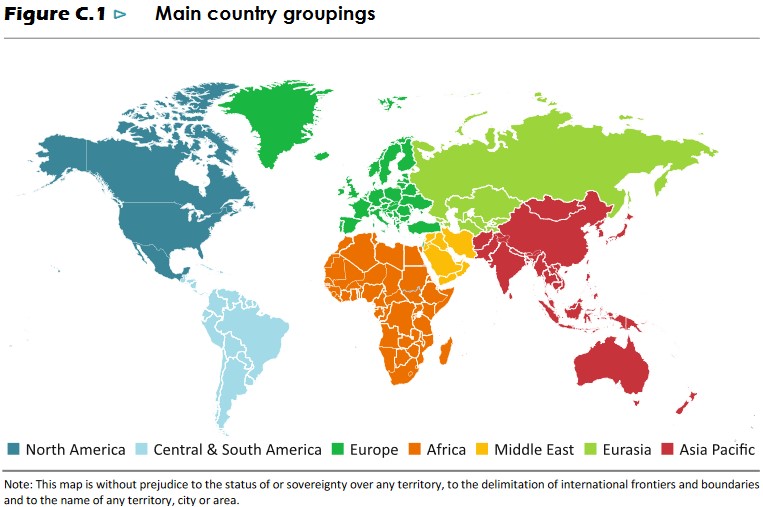 Figure C.1 ▷ Main country groupings
North America Central & South America Europe Africa Middle East Eurasia Asia Pacific
Note: This map is without prejudice to the status of or sovereignty over any territory, to the delimitation of international frontiers and boundaries
and to the name of any territory, city or area.